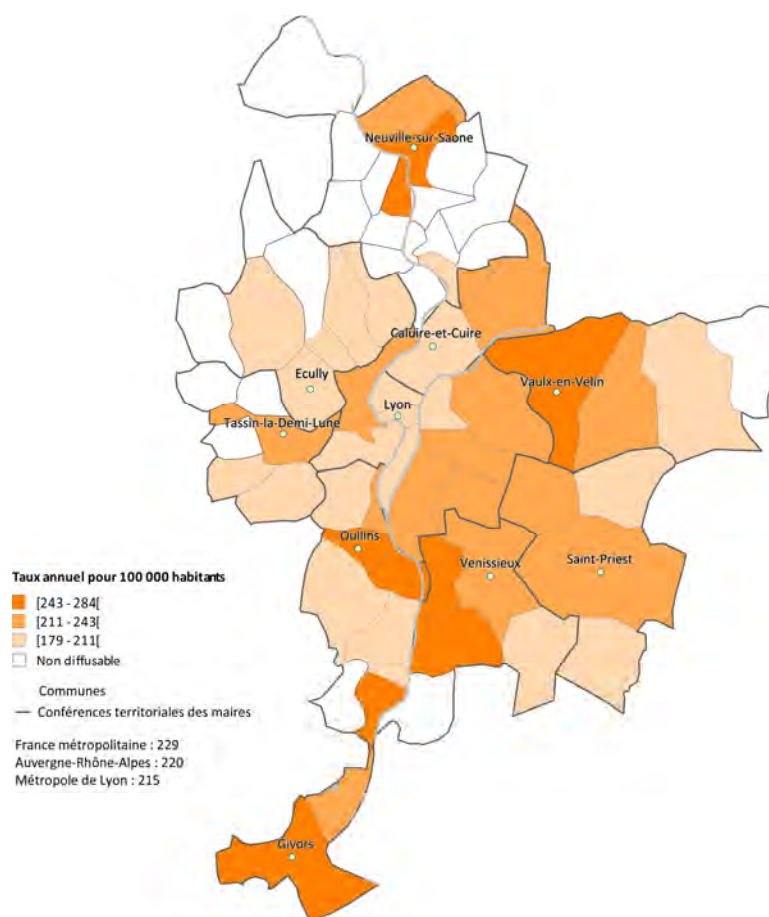 Neuville-sur-Saone
Caluire-et-Cuire
Ecully
Vaulx-en-Velin
Lyon
Tassin-la-Demi-Lune
Oullins
Venissieux
Saint-Priest
Givors
Taux annuel pour 100 000 habitants
[243 - 284[
[211 - 243[
[179 - 211[
Non diffusable
Communes
Conférences territoriales des maires
France métropolitaine : 229
Auvergne-Rhône-Alpes : 220
Métropole de Lyon : 215